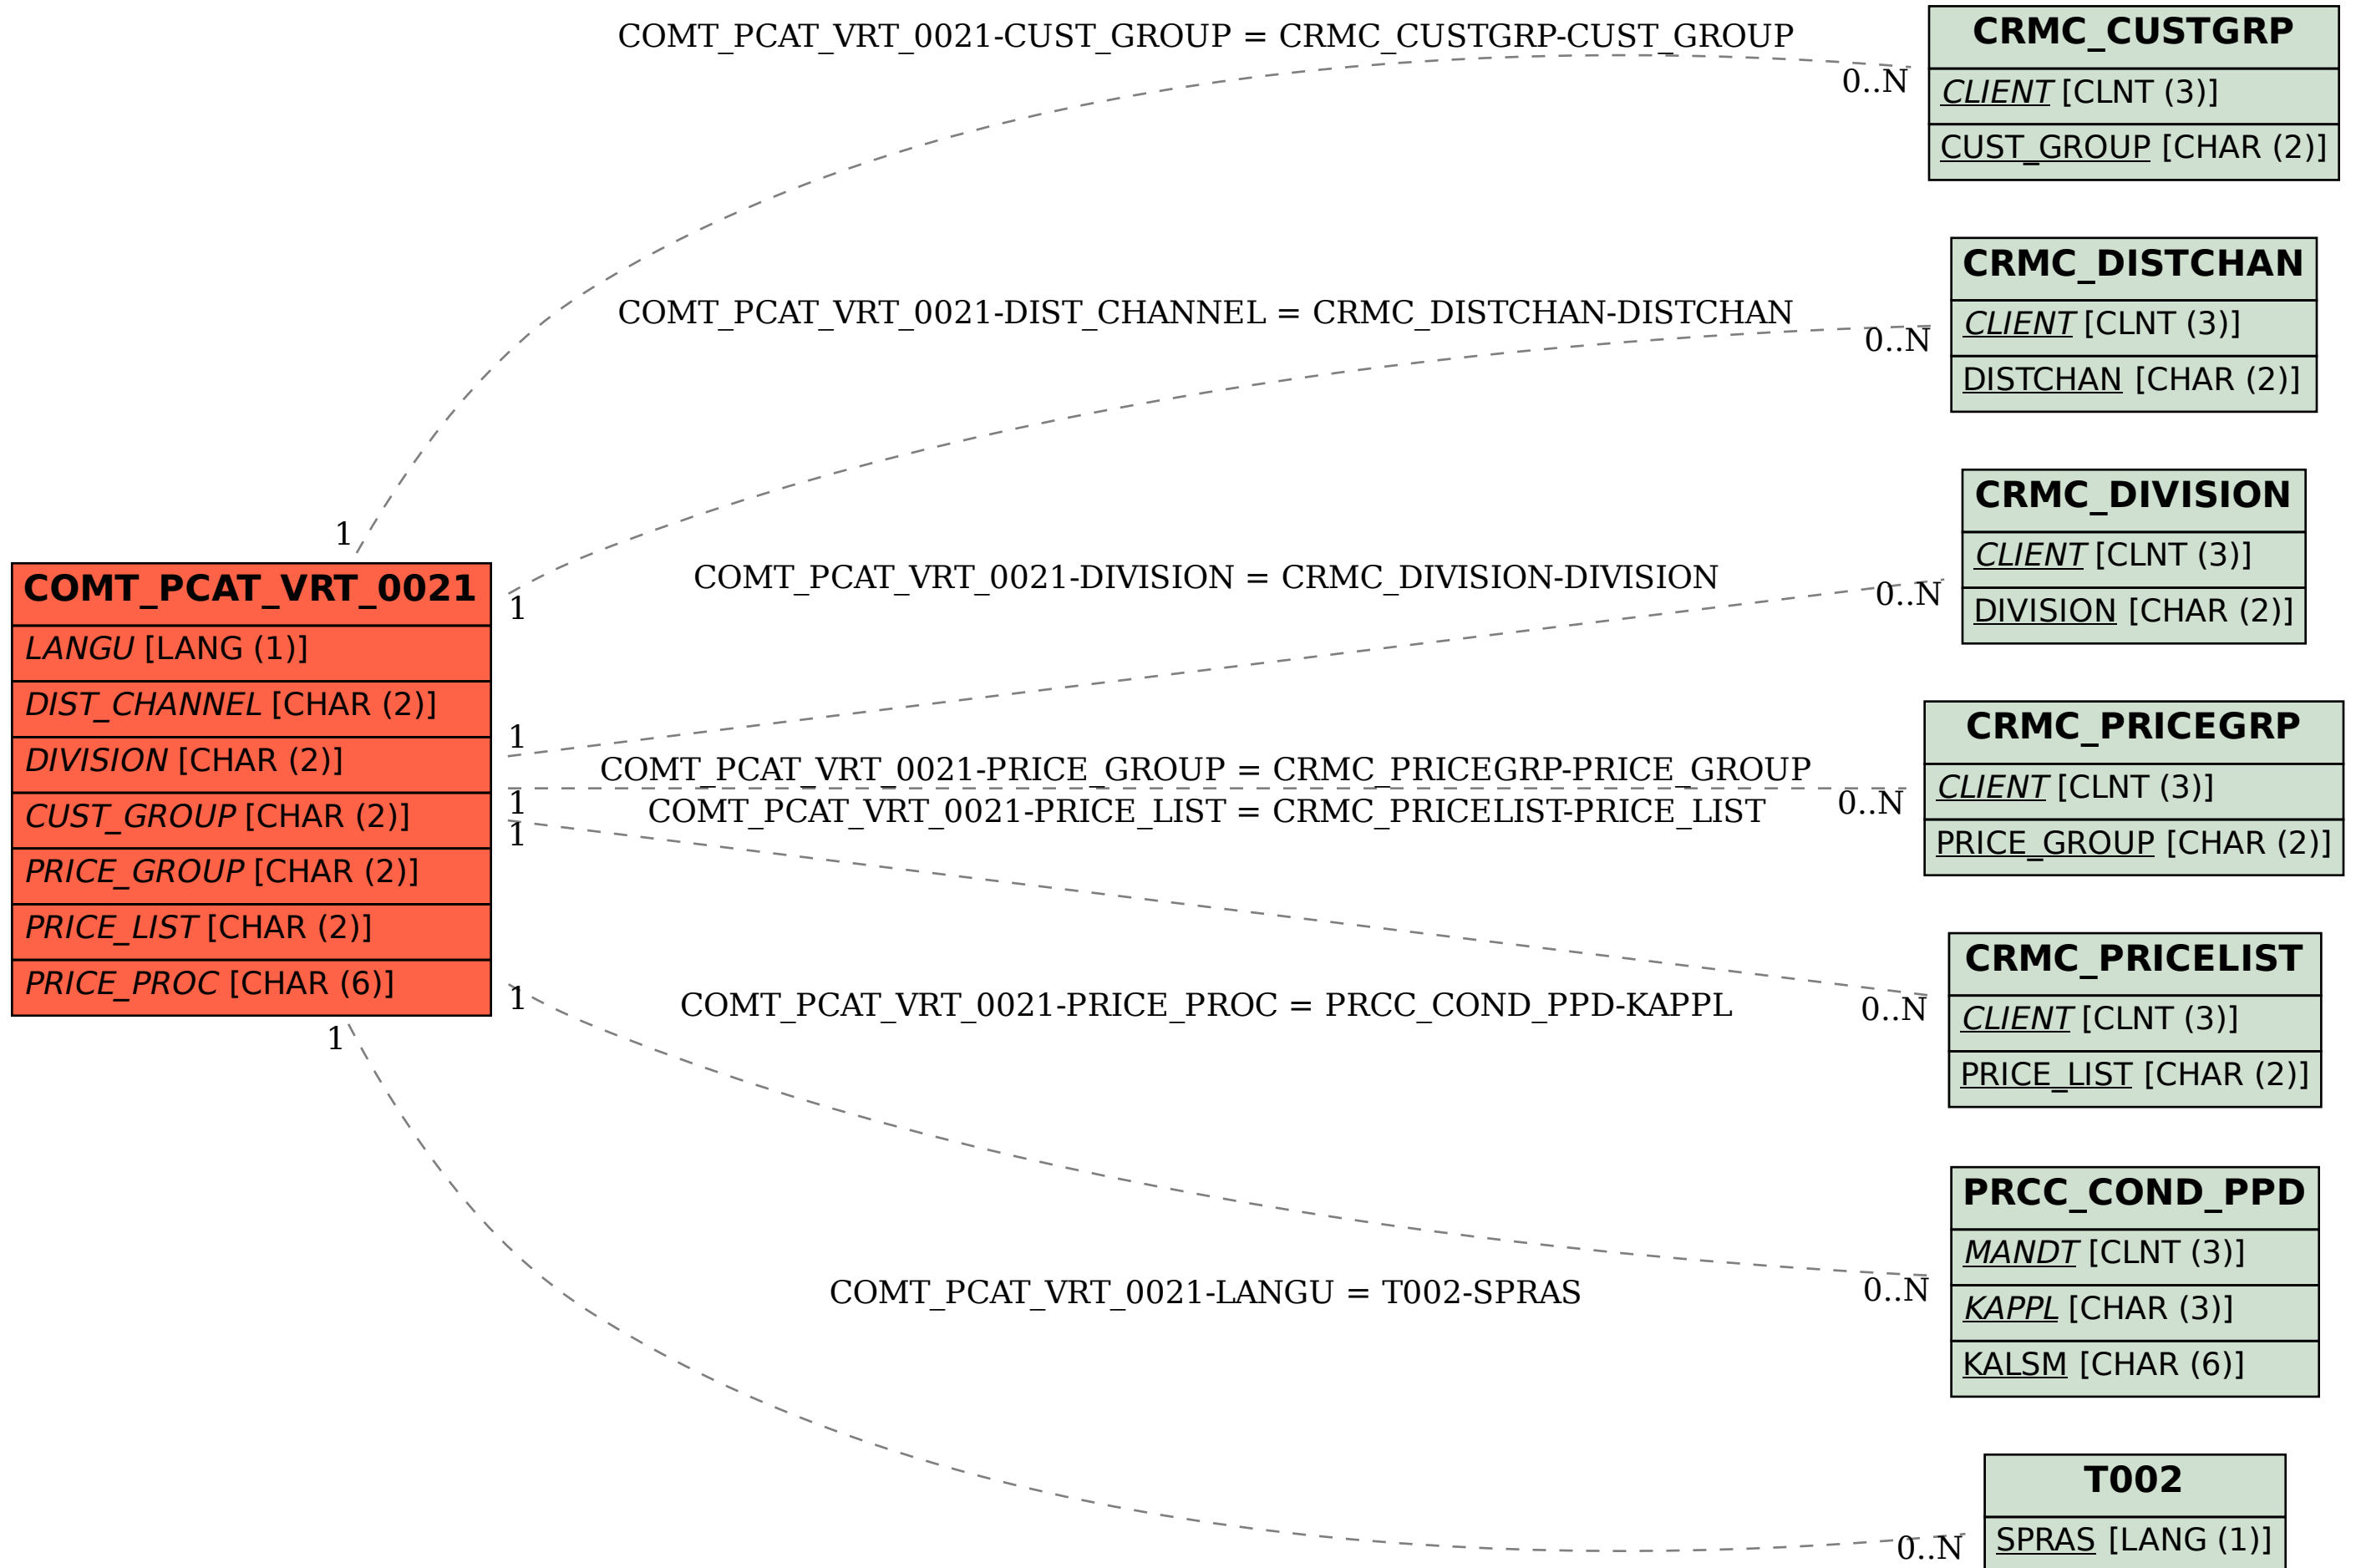 COMT_PCAT_VRT_0021-CUST_GROUP = CRMC_CUSTGRP-CUST_GROUP
0..N
CRMC_CUSTGRP
CLIENT [CLNT (3)]
CUST_GROUP [CHAR (2)]
COMT_PCAT_VRT_0021-DIST_CHANNEL = CRMC_DISTCHAN-DISTCHAN
0..N
CRMC_DISTCHAN
CLIENT [CLNT (3)]
DISTCHAN [CHAR (2)]
1
1
COMT_PCAT_VRT_0021
LANGU [LANG (1)]
DIST_CHANNEL [CHAR (2)]
DIVISION [CHAR (2)]
CUST_GROUP [CHAR (2)]
PRICE_GROUP [CHAR (2)]
PRICE_LIST [CHAR (2)]
PRICE_PROC [CHAR (6)]
COMT_PCAT_VRT_0021-DIVISION = CRMC_DIVISION-DIVISION
1
0..N
CRMC_DIVISION
CLIENT [CLNT (3)]
DIVISION [CHAR (2)]
COMT_PCAT_VRT_0021-PRICE_GROUP = CRMC_PRICEGRP-PRICE_GROUP
1
0..N
CRMC_PRICEGRP
CLIENT [CLNT (3)]
PRICE_GROUP [CHAR (2)]
COMT_PCAT_VRT_0021-PRICE_LIST = CRMC_PRICELIST-PRICE_LIST
1
0..N
CRMC_PRICELIST
CLIENT [CLNT (3)]
PRICE_LIST [CHAR (2)]
COMT_PCAT_VRT_0021-PRICE_PROC = PRCC_COND_PPD-KAPPL
1
0..N
PRCC_COND_PPD
MANDT [CLNT (3)]
KAPPL [CHAR (3)]
KALSM [CHAR (6)]
1
COMT_PCAT_VRT_0021-LANGU = T002-SPRAS
0..N
T002
SPRAS [LANG (1)]